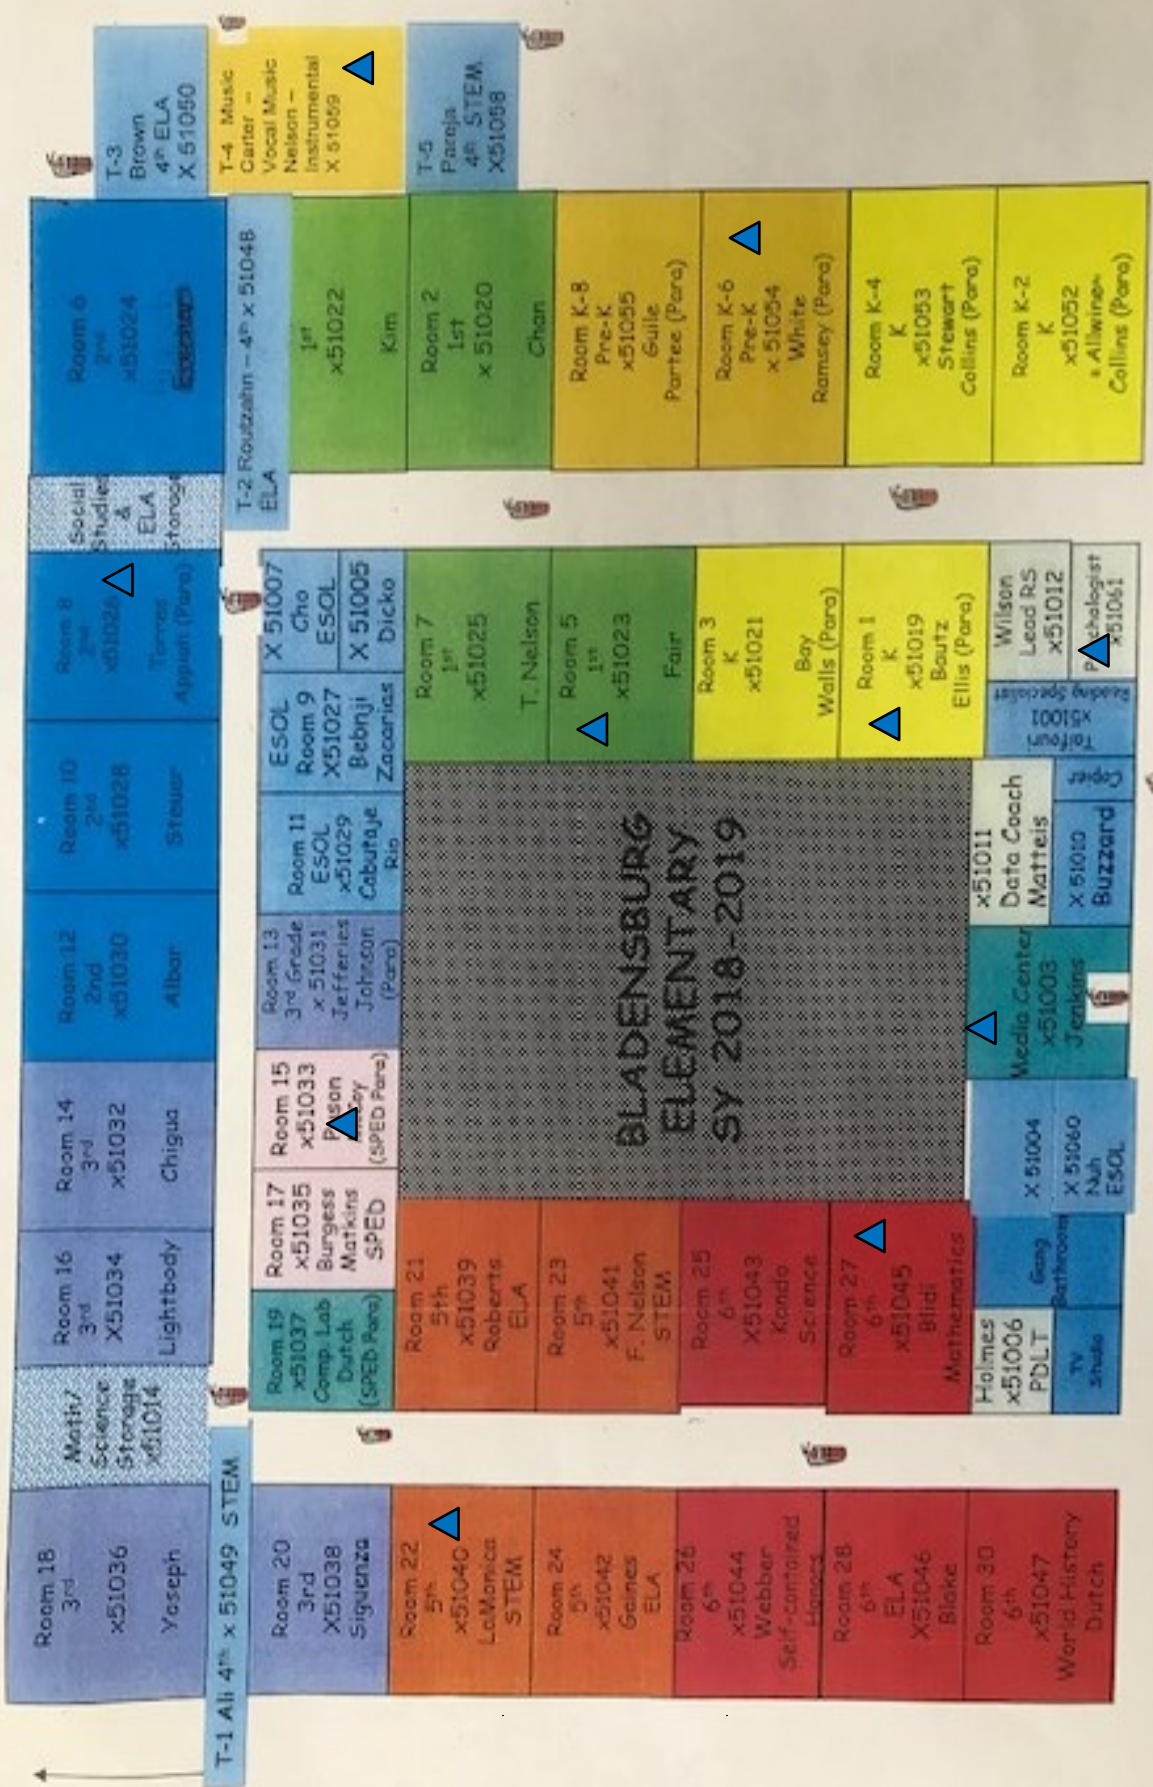 BLADENSBURG
ELEMENTARY
SY 2018-2019
T-3
Brown
4th ELA
X 51050
T-4 Music
Carter –
Vocal Music
Nelson –
Instrumental
X 51059
T-5
Pareja
4th STEM
X51058
Room 6
2nd
x51024
T-2 Routzahn – 4th x 51048
ELA
1st
x51022
Kim
Room 2
1st
x 51020
Chan
Room K-8
Pre-K
x51055
Guile
Partee (Para)
Room K-6
Pre-K
x 51054
White
Ramsey (Para)
Room K-4
K
x51053
Stewart
Collins (Para)
Room K-2
K
x51052
Allwine
Collins (Para)
Social
Studies
&
ELA
Storage
Room 8
2nd
x51026
Torres
Appiah (Para)
Room 10
2nd
x51028
Steuer
Room 12
2nd
x51030
Albar
Room 14
3rd
x51032
Chigua
Room 16
3rd
X51034
Lightbody
Math/
Science
Storage
x51014
Room 18
3rd
x51036
Yoseph
T-1 Ali 4th x 51049 STEM
X 51007
Cho
ESOL
X 51005
Dicko
ESOL
Room 9
X51027
Bebnji
Zacarias
Room 11
ESOL
x51029
Cabutaje
Rio
Room 13
3rd Grade
x 51031
Jefferies
Johnson
(Para)
Room 15
x51033
(SPED Para)
Room 17
x51035
Burgess
Matkins
SPED
Room 19
x51037
Comp. Lab
Dutch
(SPED Para)
Room 7
1st
x51025
T. Nelson
Room 5
1st
x51023
Fair
Room 3
K
x51021
Bay
Walls (Para)
Room 1
K
x51019
Bautz
Ellis (Para)
Wilson
Lead RS
x51012
x51061
Reading Specialist
x51001
Taifoun
x51011
Data Coach
Matteis
Copier
X 51010
Buzzard
Media Center
x51003
Jenkins
X 51004
X 51060
Nuh
ESOL
Gang
Bathroom
Holmes
x51006
PDLT
TV
Studio
Room 21
5th
x51039
Roberts
ELA
Room 23
5th
x51041
F. Nelson
STEM
Room 25
6th
x51043
Kondo
Science
Room 27
6th
x51045
Blidi
Mathematics
Room 20
3rd
X51038
Siguenza
Room 22
5th
x51040
LaMonica
STEM
Room 24
5th
x51042
Ganes
ELA
Room 26
6th
x51044
Webber
Self-contained
Room 28
6th
ELA
X51046
Blake
Room 30
6th
x51047
World History
Dutch